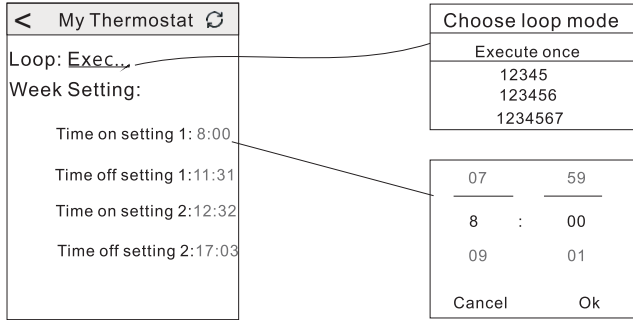 < My Thermostat
Loop: Exec...
Week Setting:
Time on setting 1: 8:00
Time off setting 1:11:31
Time on setting 2:12:32
Time off setting 2:17:03
Choose loop mode
Execute once
12345
123456
1234567
07 59
8 : 00
09 01
Cancel Ok